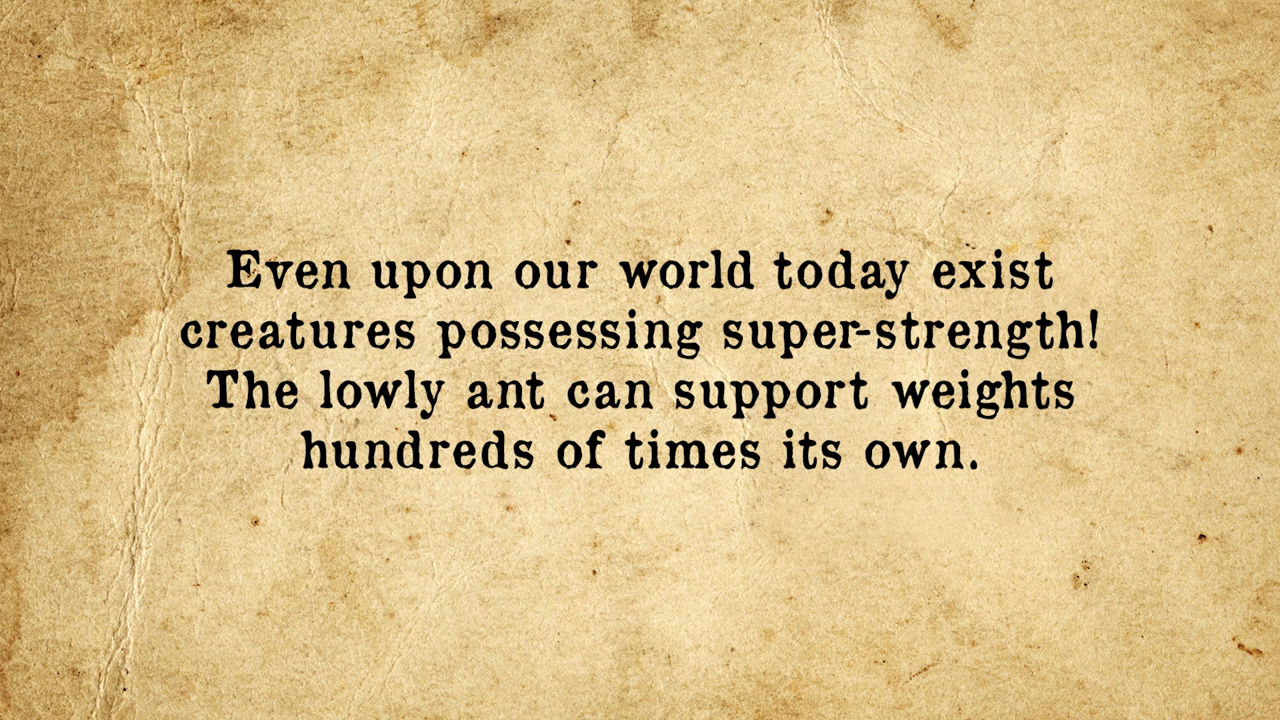 Even upon our world today exist
creatures possessing super-strength!
The lowly ant can support weights
hundreds of times its own.